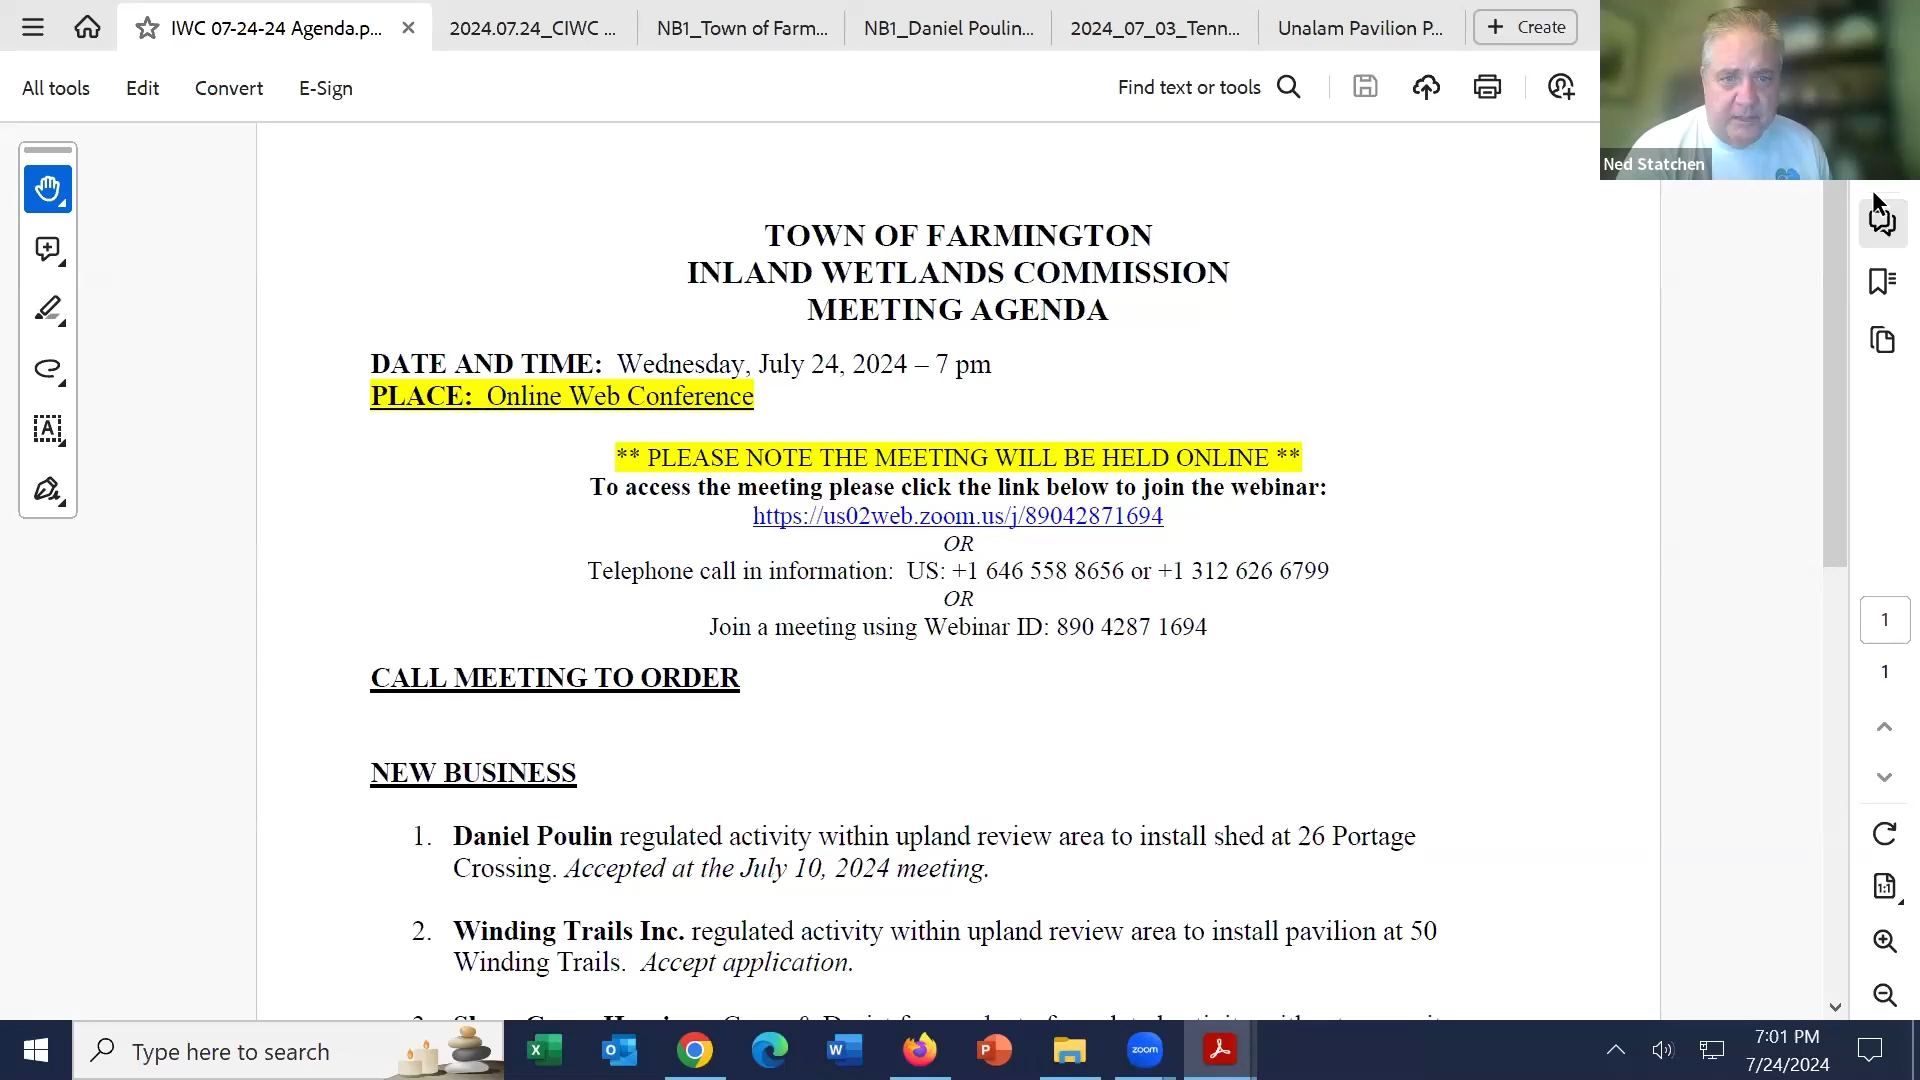 IWC 07-24-24 Agenda.p...
2024.07.24_CIWC ...
NB1_Town of Farm...
NB1_Daniel Poulin...
2024_07_03_Tenn...
Unalam Pavilion P...
Create
All tools
Edit
Convert
E-Sign
Find text or tools
Ned Statchen
TOWN OF FARMINGTON
INLAND WETLANDS COMMISSION
MEETING AGENDA
DATE AND TIME: Wednesday, July 24, 2024 – 7 pm
PLACE: Online Web Conference
** PLEASE NOTE THE MEETING WILL BE HELD ONLINE **
To access the meeting please click the link below to join the webinar:
https://us02web.zoom.us/j/89042871694
OR
Telephone call in information: US: +1 646 558 8656 or +1 312 626 6799
OR
Join a meeting using Webinar ID: 890 4287 1694
CALL MEETING TO ORDER
NEW BUSINESS
1. Daniel Poulin regulated activity within upland review area to install shed at 26 Portage
Crossing. Accepted at the July 10, 2024 meeting.
2. Winding Trails Inc. regulated activity within upland review area to install pavilion at 50
Winding Trails. Accept application.
1
1
Type here to search
zoom
7:01 PM
7/24/2024